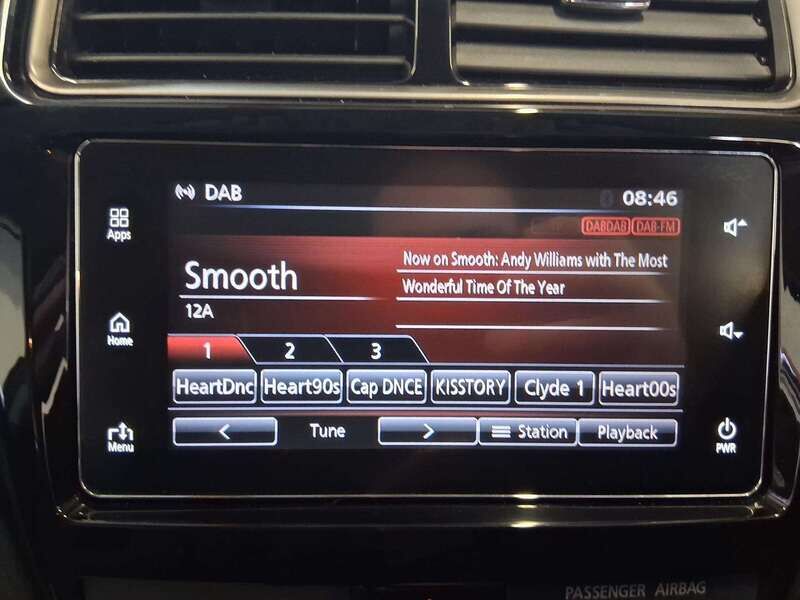 DAB
08:46
DABDAB DAB-FM
Apps
Smooth
Now on Smooth: Andy Williams with The Most
Wonderful Time Of The Year
12A
Home
1 2 3
HeartDnc Heart90s Cap DNCE KISSTORY Clyde 1 Heart00s
Menu
< Tune > Station Playback
PWR
PASSENGER AIRBAG